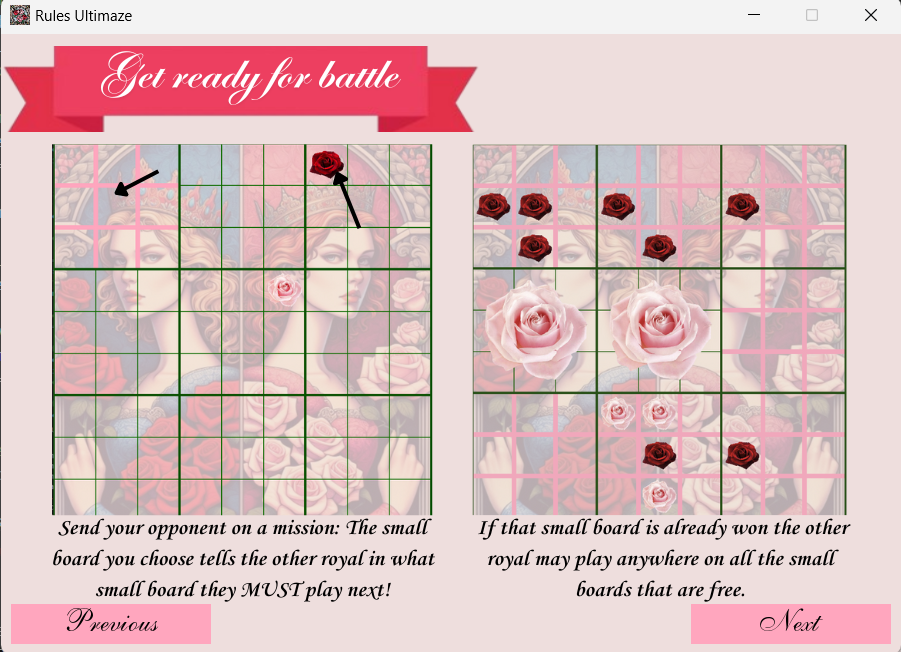 Rules Ultimaze
Get ready for battle
Send your opponent on a mission: The small
board you choose tells the other royal in what
small board they MUST play next!
If that small board is already won the other
royal may play anywhere on all the small
boards that are free.
Previous
Next